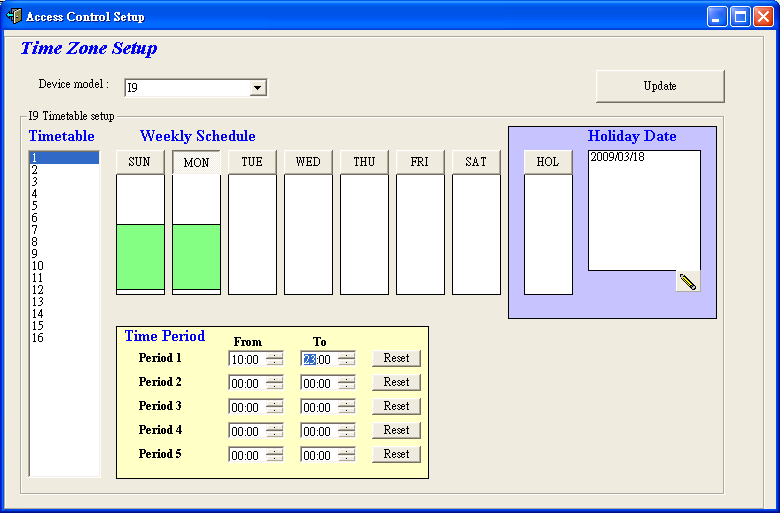 Access Control Setup
Time Zone Setup
Device model :
I9
Update
I9 Timetable setup
Timetable
Weekly Schedule
Holiday Date
1
2
3
4
5
6
7
8
9
10
11
12
13
14
15
16
SUN MON TUE WED THU FRI SAT HOL
2009/03/18
Time Period From To
Period 1 10:00 23:00 Reset
Period 2 00:00 00:00 Reset
Period 3 00:00 00:00 Reset
Period 4 00:00 00:00 Reset
Period 5 00:00 00:00 Reset